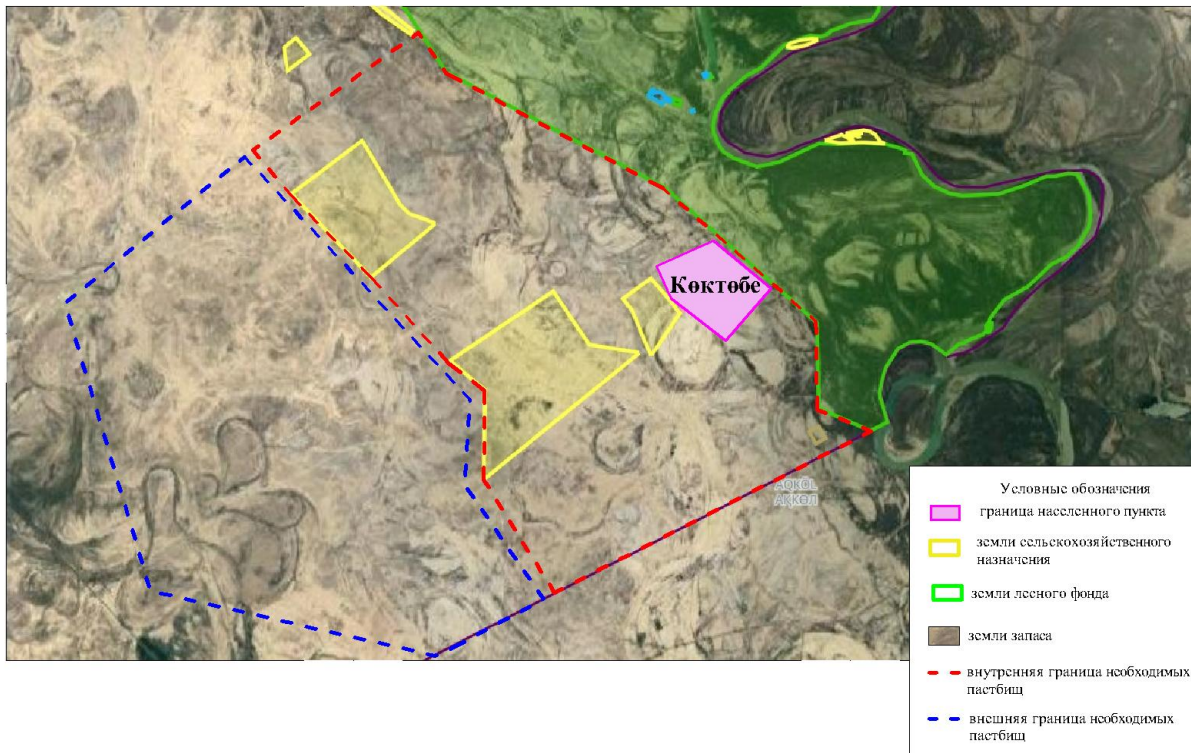 Көктөбе
AQKÓL
АҚКӨЛ
Условные обозначения
граница населенного пункта
земли сельскохозяйственного
назначения
земли лесного фонда
земли запаса
внутренняя граница необходимых
пастбищ
внешняя граница необходимых
пастбищ